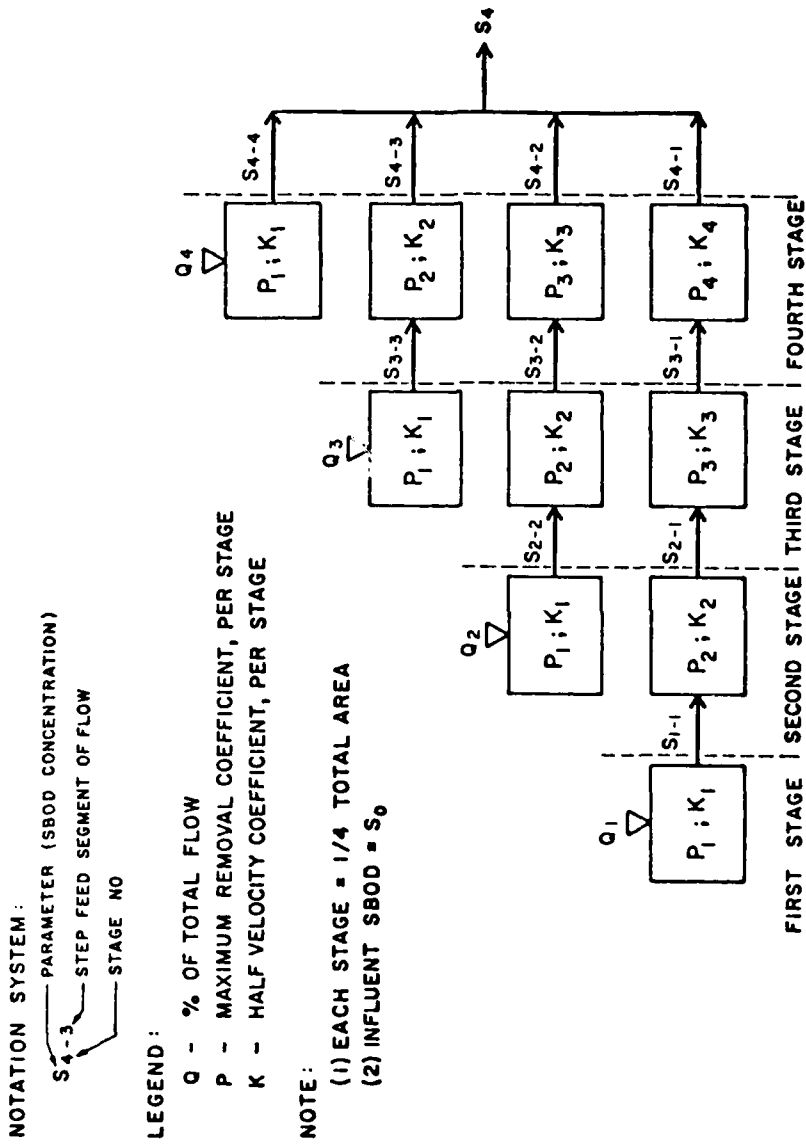 NOTATION SYSTEM:
S4-3
PARAMETER (SBOD CONCENTRATION)
STEP FEED SEGMENT OF FLOW
STAGE NO
LEGEND:
Q - % OF TOTAL FLOW
P - MAXIMUM REMOVAL COEFFICIENT, PER STAGE
K - HALF VELOCITY COEFFICIENT, PER STAGE
NOTE:
(1) EACH STAGE = 1/4 TOTAL AREA
(2) INFLUENT SBOD = S0
Q4
P1 ; K1
S4-4
Q3
P1 ; K1
S3-3
P2 ; K2
S4-3
S4
Q2
P1 ; K1
S2-2
P2 ; K2
S3-2
P3 ; K3
S4-2
Q1
P1 ; K1
S1-1
P2 ; K2
S2-1
P3 ; K3
S3-1
P4 ; K4
S4-1
FIRST STAGE | SECOND STAGE | THIRD STAGE | FOURTH STAGE